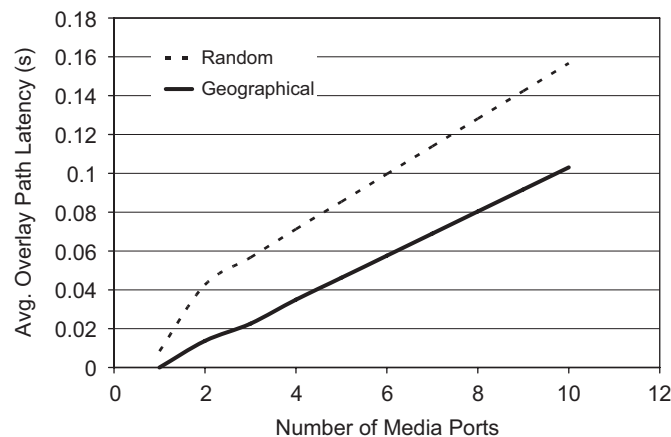 0.18
0.16
0.14
0.12
0.1
0.08
0.06
0.04
0.02
0
Avg. Overlay Path Latency (s)
Random
Geographical
0 2 4 6 8 10 12
Number of Media Ports